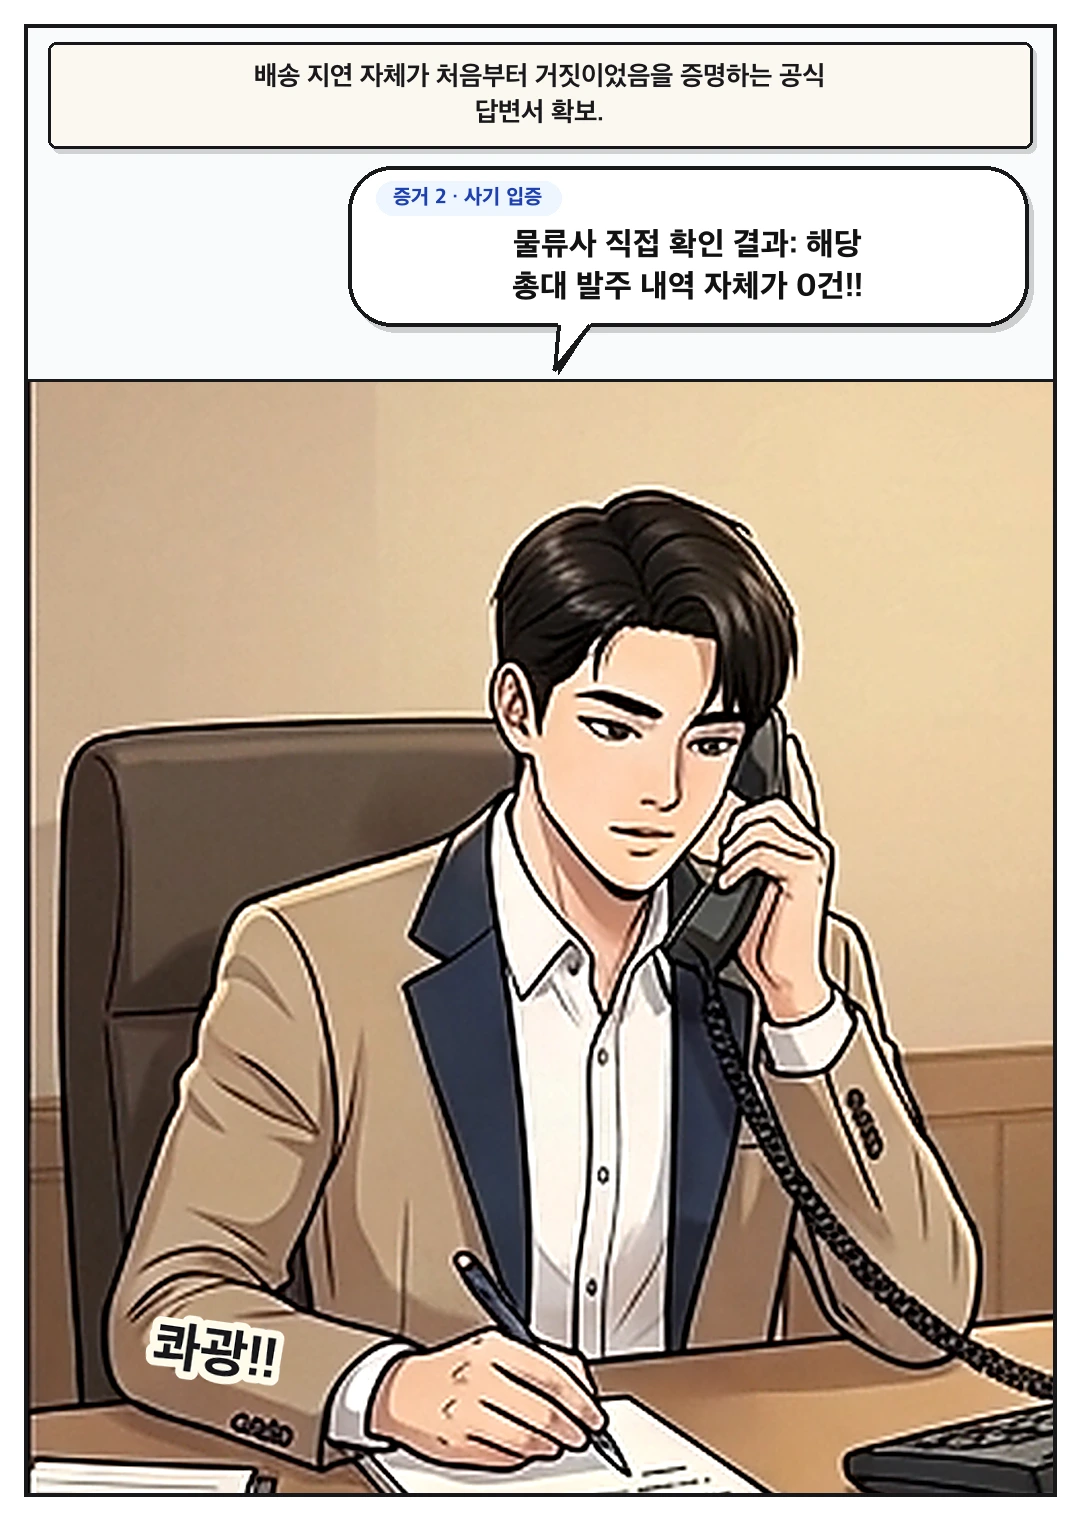 배송 지연 자체가 처음부터 거짓이었음을 증명하는 공식
답변서 확보.
증거 2 · 사기 입증
물류사 직접 확인 결과: 해당
총대 발주 내역 자체가 0건!!
콰광!!